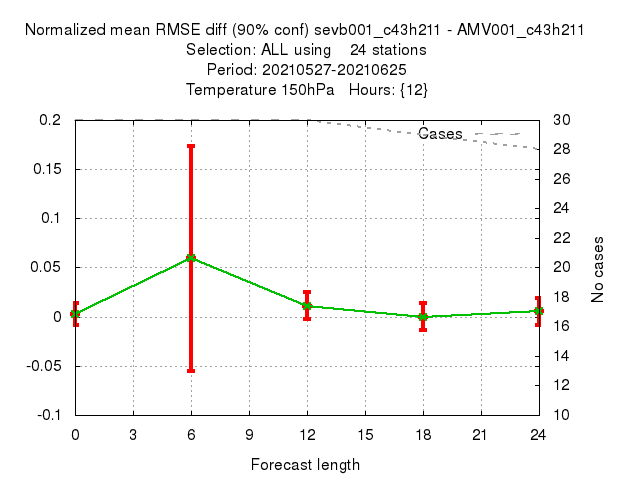 Normalized mean RMSE diff (90% conf) sevb001_c43h211 - AMV001_c43h211
Selection: ALL using 24 stations
Period: 20210527-20210625
Temperature 150hPa Hours: {12}
Cases
0.2
0.15
0.1
0.05
0
-0.05
-0.1
30
28
26
24
22
20
18
16
14
12
10
No cases
0 3 6 9 12 15 18 21 24
Forecast length